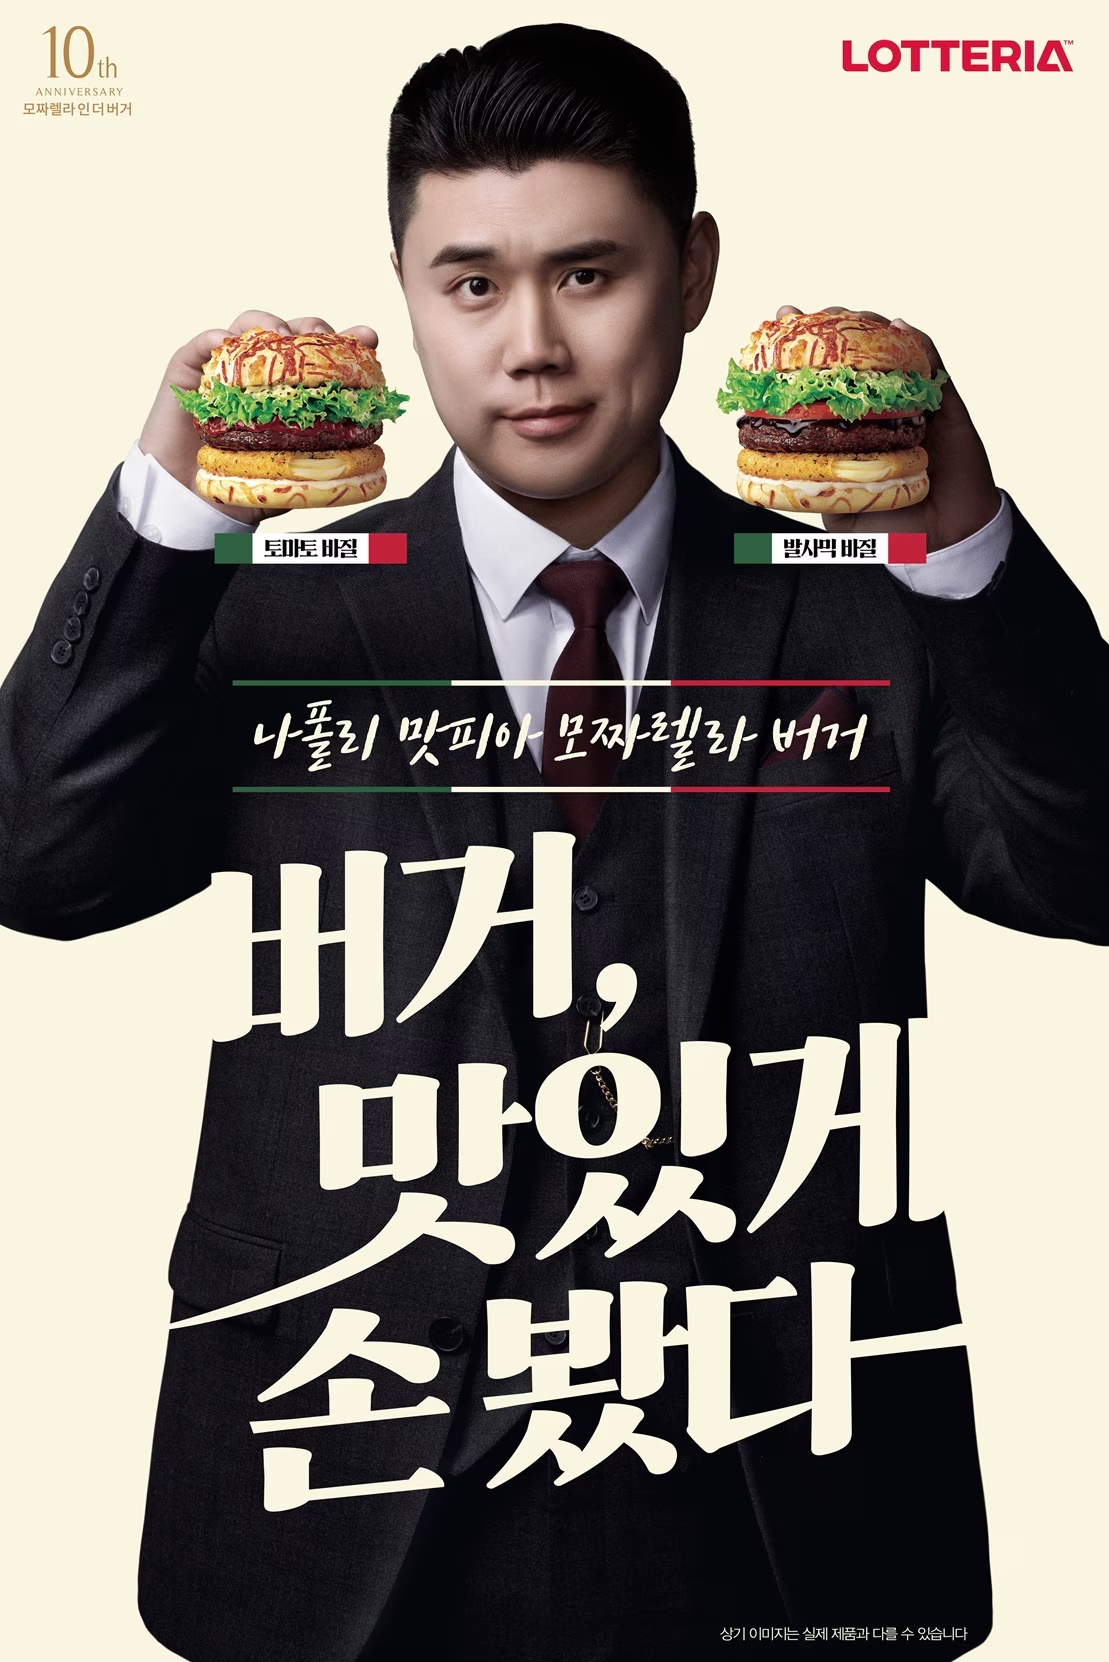 10th
ANNIVERSARY
모짜렐라 인 더 버거
LOTTERIA™
토마토 바질
발사믹 바질
나폴리 맛피아 모짜렐라 버거
버거,
맛있게
손봤다
상기 이미지는 실제 제품과 다를 수 있습니다